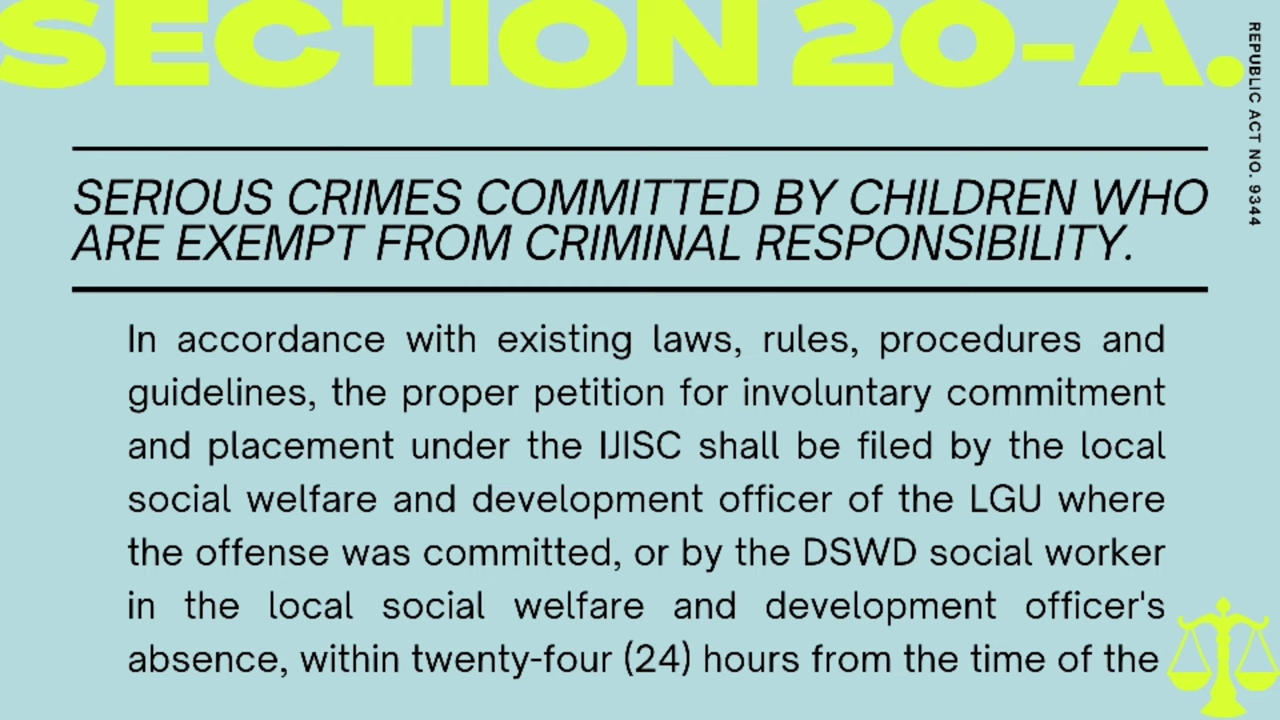 SECTION 20-A.
REPUBLIC ACT NO. 9344
SERIOUS CRIMES COMMITTED BY CHILDREN WHO
ARE EXEMPT FROM CRIMINAL RESPONSIBILITY.
In accordance with existing laws, rules, procedures and
guidelines, the proper petition for involuntary commitment
and placement under the IJISC shall be filed by the local
social welfare and development officer of the LGU where
the offense was committed, or by the DSWD social worker
in the local social welfare and development officer's
absence, within twenty-four (24) hours from the time of the